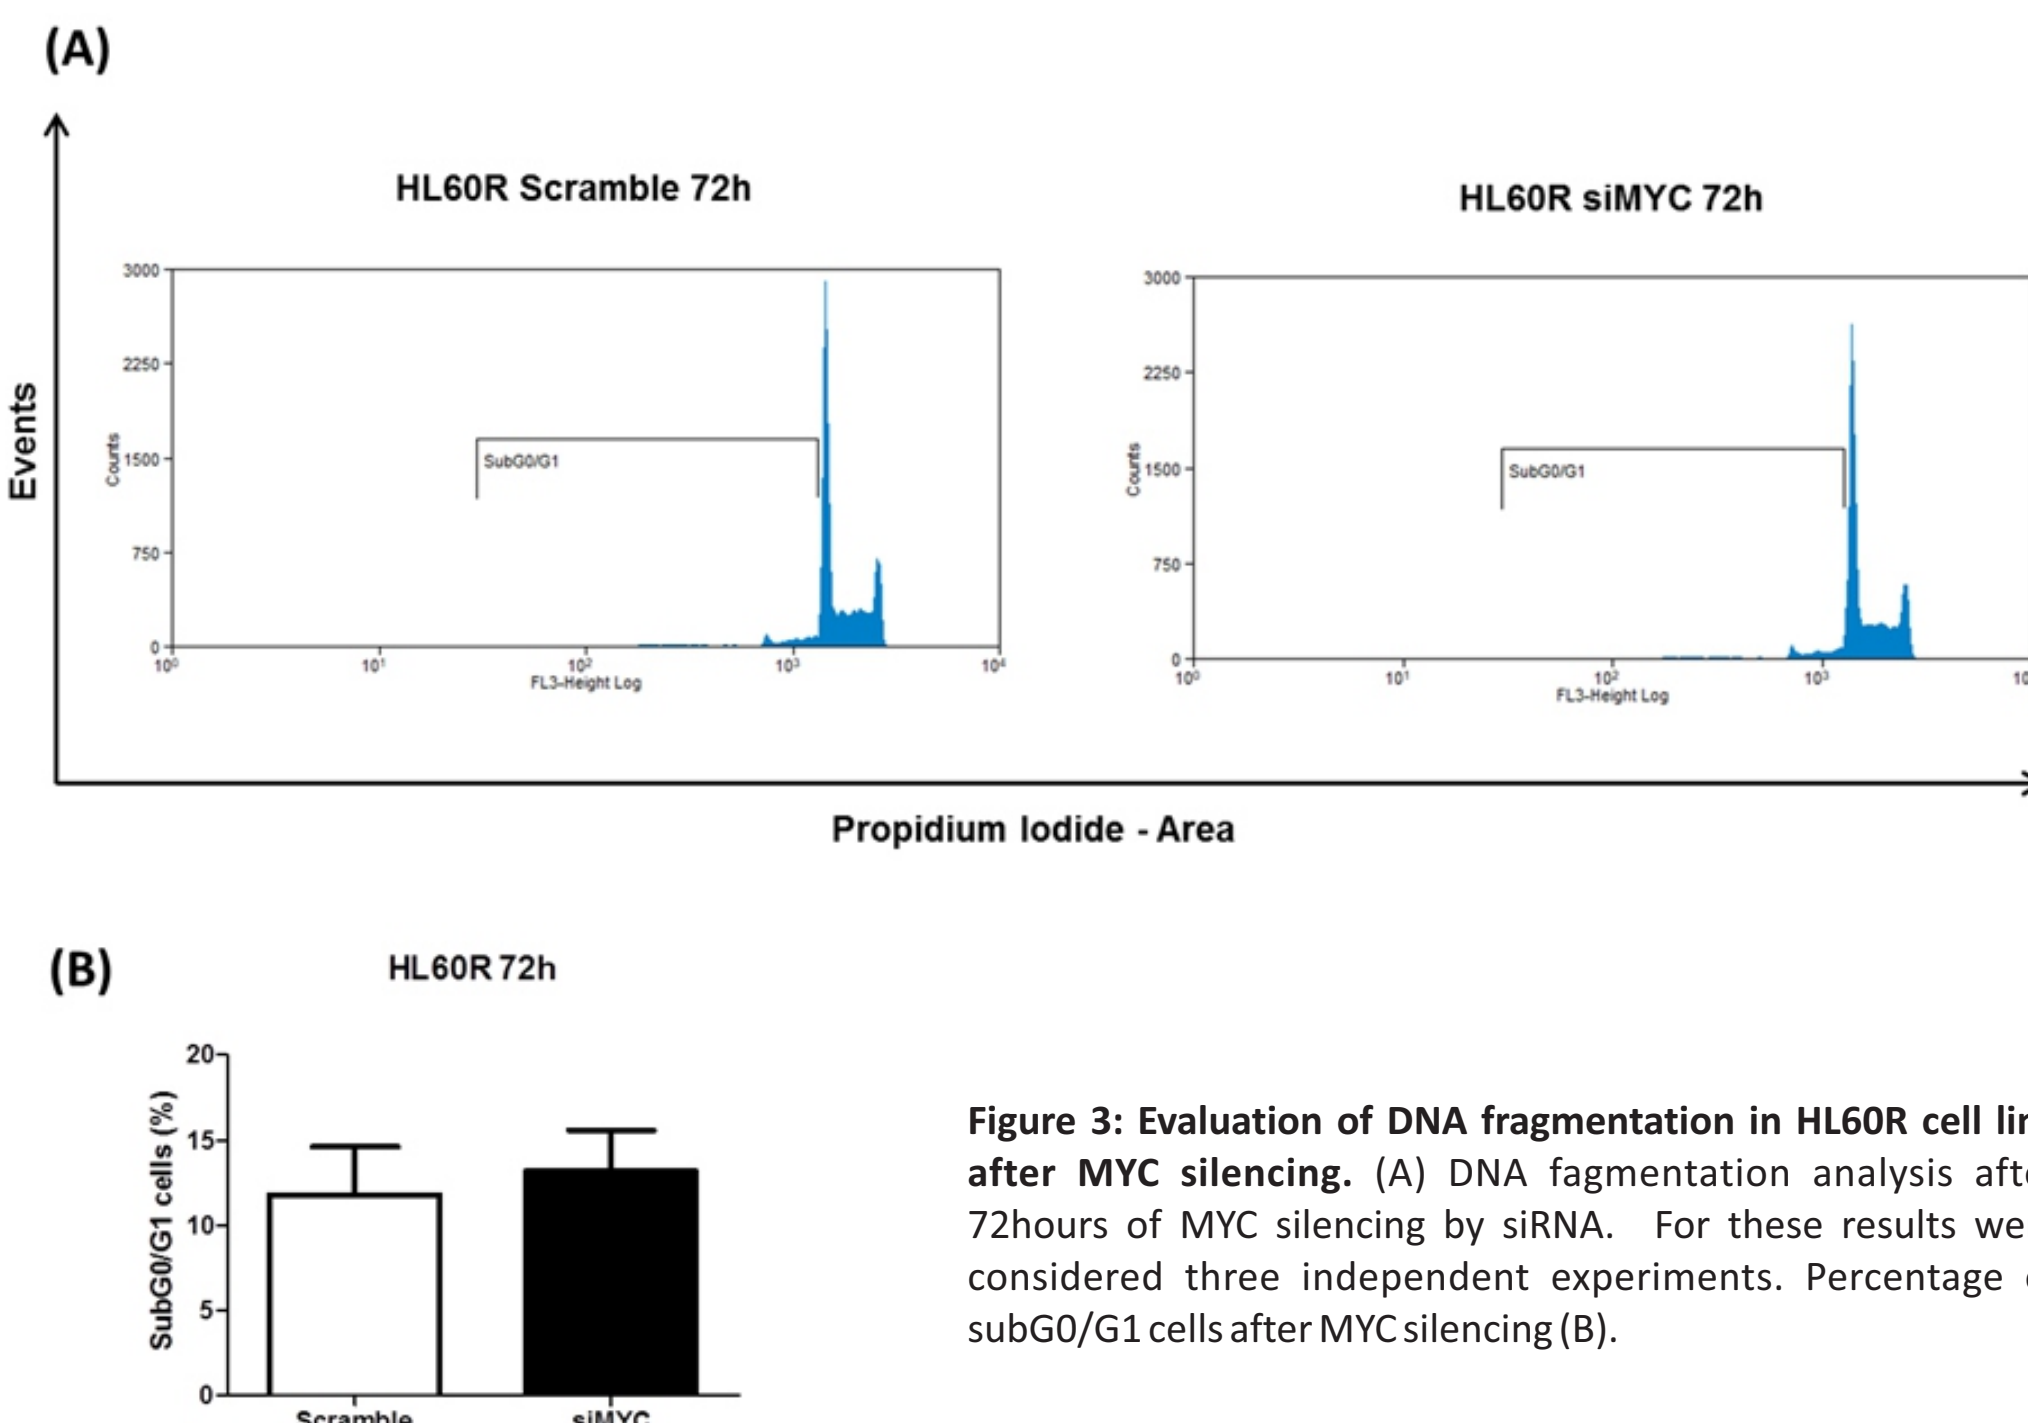 (A)
HL60R Scramble 72h
HL60R siMYC 72h
Events
Counts
3000
2250
1500
750
0
SubG0/G1
10⁰ 10¹ 10² 10³ 10⁴
FL3-Height Log
Counts
3000
2250
1500
750
0
SubG0/G1
10⁰ 10¹ 10² 10³
FL3-Height Log
Propidium Iodide - Area
(B)
HL60R 72h
SubG0/G1 cells (%)
20
15
10
5
0
Scramble siMYC
Figure 3: Evaluation of DNA fragmentation in HL60R cell lin
after MYC silencing. (A) DNA fagmentation analysis afte
72hours of MYC silencing by siRNA. For these results we
considered three independent experiments. Percentage
subG0/G1 cells after MYC silencing (B).